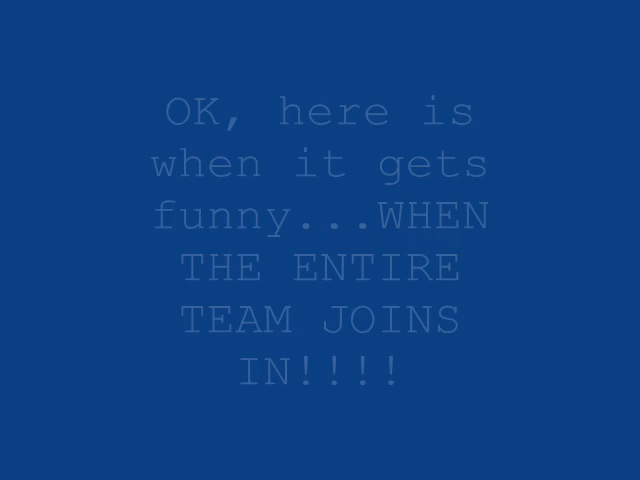 OK, here is
when it gets
funny...WHEN
THE ENTIRE
TEAM JOINS
IN!!!!